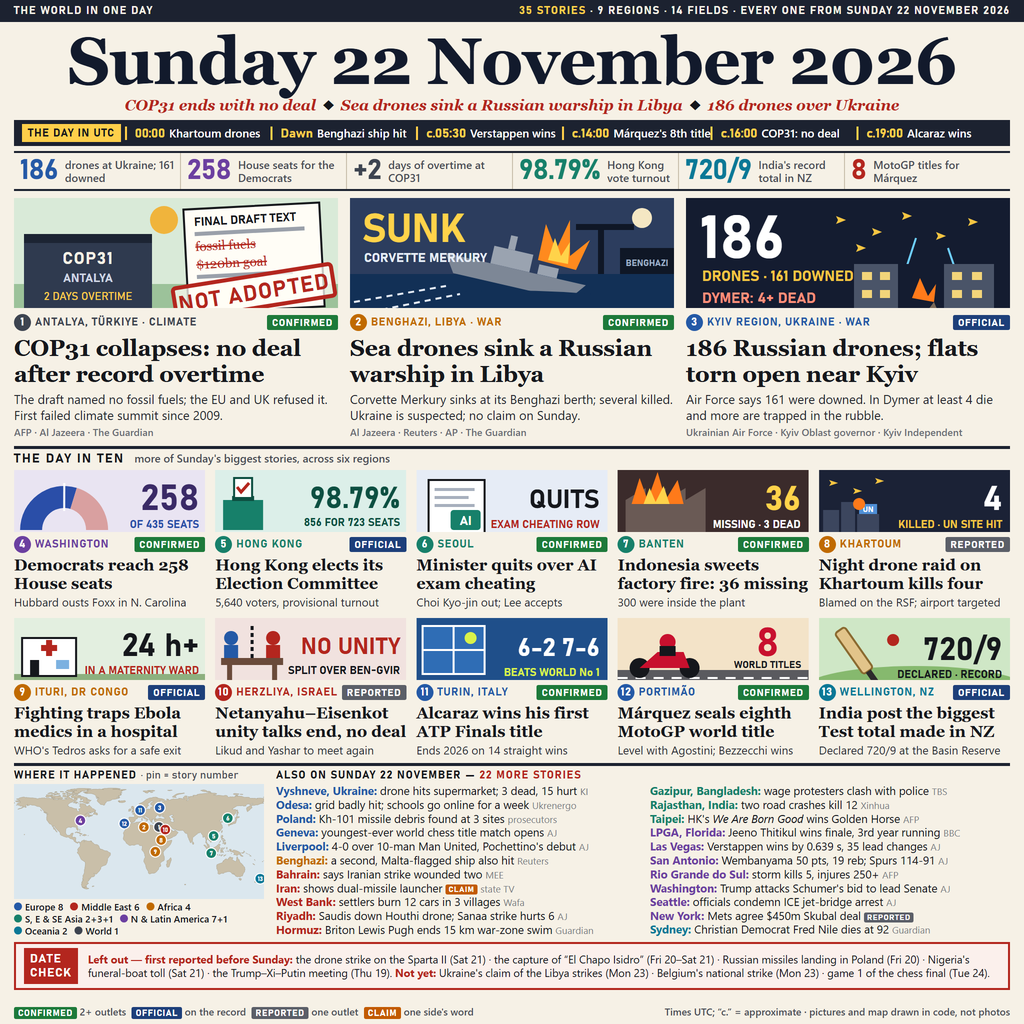 THE WORLD IN ONE DAY
35 STORIES · 9 REGIONS · 14 FIELDS · EVERY ONE FROM SUNDAY 22 NOVEMBER 2026
Sunday 22 November 2026
COP31 ends with no deal ◆ Sea drones sink a Russian warship in Libya ◆ 186 drones over Ukraine
THE DAY IN UTC
00:00 Khartoum drones
Dawn Benghazi ship hit
c.05:30 Verstappen wins
c.14:00 Márquez's 8th title
c.16:00 COP31: no deal
c.19:00 Alcaraz wins
186 drones at Ukraine; 161
downed
258 House seats for the
Democrats
+2 days of overtime at
COP31
98.79% Hong Kong
vote turnout
720/9 India's record
total in NZ
8 MotoGP titles for
Márquez
COP31
ANTALYA
2 DAYS OVERTIME
FINAL DRAFT TEXT
fossil fuels
$120bn goal
NOT ADOPTED
1 ANTALYA, TÜRKIYE · CLIMATE CONFIRMED
COP31 collapses: no deal
after record overtime
The draft named no fossil fuels; the EU and UK refused it.
First failed climate summit since 2009.
AFP · Al Jazeera · The Guardian
SUNK
CORVETTE MERKURY
BENGHAZI
2 BENGHAZI, LIBYA · WAR CONFIRMED
Sea drones sink a Russian
warship in Libya
Corvette Merkury sinks at its Benghazi berth; several killed.
Ukraine is suspected; no claim on Sunday.
Al Jazeera · Reuters · AP · The Guardian
186
DRONES · 161 DOWNED
DYMER: 4+ DEAD
3 KYIV REGION, UKRAINE · WAR OFFICIAL
186 Russian drones; flats
torn open near Kyiv
Air Force says 161 were downed. In Dymer at least 4 die
and more are trapped in the rubble.
Ukrainian Air Force · Kyiv Oblast governor · Kyiv Independent
THE DAY IN TEN more of Sunday's biggest stories, across six regions
258
OF 435 SEATS
4 WASHINGTON CONFIRMED
Democrats reach 258
House seats
Hubbard ousts Foxx in N. Carolina
98.79%
856 FOR 723 SEATS
5 HONG KONG OFFICIAL
Hong Kong elects its
Election Committee
5,640 voters, provisional turnout
AI
QUITS
EXAM CHEATING ROW
6 SEOUL CONFIRMED
Minister quits over AI
exam cheating
Choi Kyo-jin out; Lee accepts
36
MISSING · 3 DEAD
7 BANTEN CONFIRMED
Indonesia sweets
factory fire: 36 missing
300 were inside the plant
UN
4
KILLED · UN SITE HIT
8 KHARTOUM REPORTED
Night drone raid on
Khartoum kills four
Blamed on the RSF; airport targeted
24 h+
IN A MATERNITY WARD
9 ITURI, DR CONGO OFFICIAL
Fighting traps Ebola
medics in a hospital
WHO's Tedros asks for a safe exit
NO UNITY
SPLIT OVER BEN-GVIR
10 HERZLIYA, ISRAEL REPORTED
Netanyahu–Eisenkot
unity talks end, no deal
Likud and Yashar to meet again
6-2 7-6
BEATS WORLD No 1
11 TURIN, ITALY CONFIRMED
Alcaraz wins his first
ATP Finals title
Ends 2026 on 14 straight wins
8
WORLD TITLES
12 PORTIMÃO CONFIRMED
Márquez seals eighth
MotoGP world title
Level with Agostini; Bezzecchi wins
720/9
DECLARED · RECORD
13 WELLINGTON, NZ OFFICIAL
India post the biggest
Test total made in NZ
Declared 720/9 at the Basin Reserve
WHERE IT HAPPENED · pin = story number
4
11
3
12
2
1
10
8
9
6
5
7
13
Europe 8 Middle East 6 Africa 4
S, E & SE Asia 2+3+1 N & Latin America 7+1
Oceania 2 World 1
ALSO ON SUNDAY 22 NOVEMBER — 22 MORE STORIES
Vyshneve, Ukraine: drone hits supermarket; 3 dead, 15 hurt KI
Odesa: grid badly hit; schools go online for a week Ukrenergo
Poland: Kh-101 missile debris found at 3 sites prosecutors
Geneva: youngest-ever world chess title match opens AJ
Liverpool: 4-0 over 10-man Man United, Pochettino's debut AJ
Benghazi: a second, Malta-flagged ship also hit Reuters
Bahrain: says Iranian strike wounded two MEE
Iran: shows dual-missile launcher CLAIM state TV
West Bank: settlers burn 12 cars in 3 villages Wafa
Riyadh: Saudis down Houthi drone; Sanaa strike hurts 6 AJ
Hormuz: Briton Lewis Pugh ends 15 km war-zone swim Guardian
Gazipur, Bangladesh: wage protesters clash with police TBS
Rajasthan, India: two road crashes kill 12 Xinhua
Taipei: HK's We Are Born Good wins Golden Horse AFP
LPGA, Florida: Jeeno Thitikul wins finale, 3rd year running BBC
Las Vegas: Verstappen wins by 0.639 s, 35 lead changes AJ
San Antonio: Wembanyama 50 pts, 19 reb; Spurs 114-91 AJ
Rio Grande do Sul: storm kills 5, injures 250+ AFP
Washington: Trump attacks Schumer's bid to lead Senate AJ
Seattle: officials condemn ICE jet-bridge arrest AJ
New York: Mets agree $450m Skubal deal REPORTED
Sydney: Christian Democrat Fred Nile dies at 92 Guardian
DATE
CHECK
Left out — first reported before Sunday: the drone strike on the Sparta II (Sat 21) · the capture of "El Chapo Isidro" (Fri 20–Sat 21) · Russian missiles landing in Poland (Fri 20) · Nigeria's
funeral-boat toll (Sat 21) · the Trump–Xi–Putin meeting (Thu 19). Not yet: Ukraine's claim of the Libya strikes (Mon 23) · Belgium's national strike (Mon 23) · game 1 of the chess final (Tue 24).
CONFIRMED 2+ outlets OFFICIAL on the record REPORTED one outlet CLAIM one side's word
Times UTC; "c." = approximate · pictures and map drawn in code, not photos